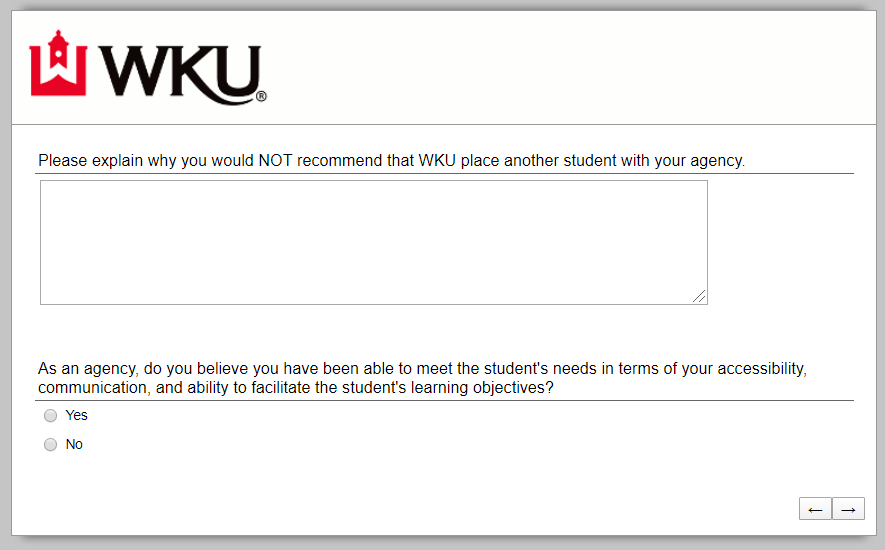 WKU®
Please explain why you would NOT recommend that WKU place another student with your agency.
As an agency, do you believe you have been able to meet the student's needs in terms of your accessibility,
communication, and ability to facilitate the student's learning objectives?
Yes
No
← →